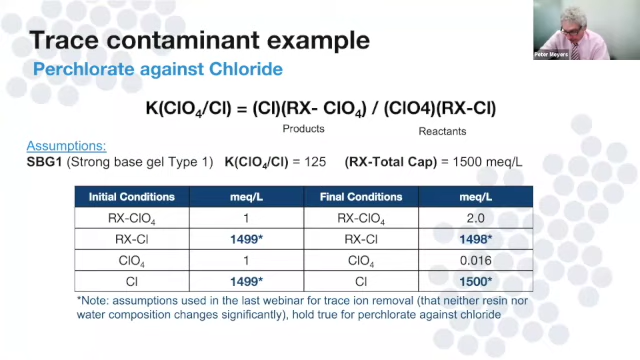 Trace contaminant example
Peter Meyers
Perchlorate against Chloride
K(ClO4/Cl) = (Cl)(RX- ClO4) / (ClO4)(RX-Cl)
Products
Reactants
Assumptions:
SBG1 (Strong base gel Type 1) K(ClO4/Cl) = 125 (RX-Total Cap) = 1500 meq/L
Initial Conditions meq/L Final Conditions meq/L
RX-ClO4 1 RX-ClO4 2.0
RX-Cl 1499* RX-Cl 1498*
ClO4 1 ClO4 0.016
Cl 1499* Cl 1500*
*Note: assumptions used in the last webinar for trace ion removal (that neither resin nor
water composition changes significantly), hold true for perchlorate against chloride